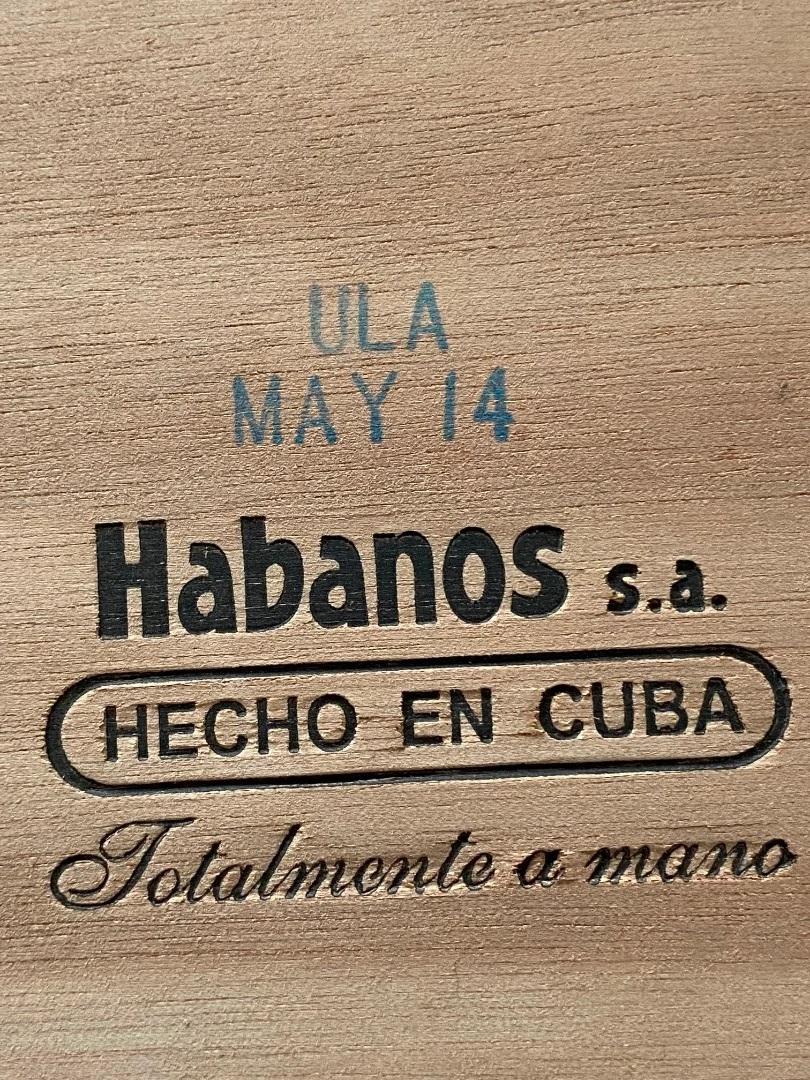 ULA
MAY 14
Habanos s.a.
HECHO EN CUBA
Totalmente a mano